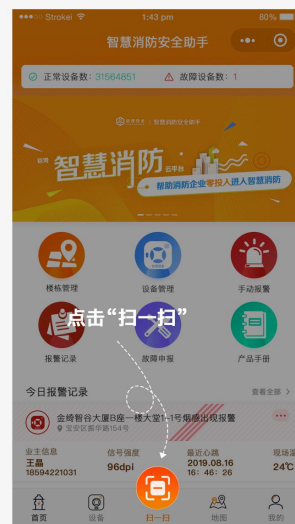 Strokei
1:43 pm
80%
智慧消防安全助手
正常设备数：31564851
故障设备数：1
智慧消防安全助手
智慧消防
云平台
帮助消防企业零投入进入智慧消防
楼栋管理
设备管理
手动报警
点击“扫一扫”
报警记录
故障申报
产品手册
今日报警记录
查看全部 >
金绮智谷大厦B座一楼大堂1-1号烟感出现报警
宝安区振华路154号
业主信息
信号强度
最近心跳
现场温
王晶
96dpi
2019.08.16
24°C
18594221031
16：46：26
首页
设备
扫一扫
地图
我的